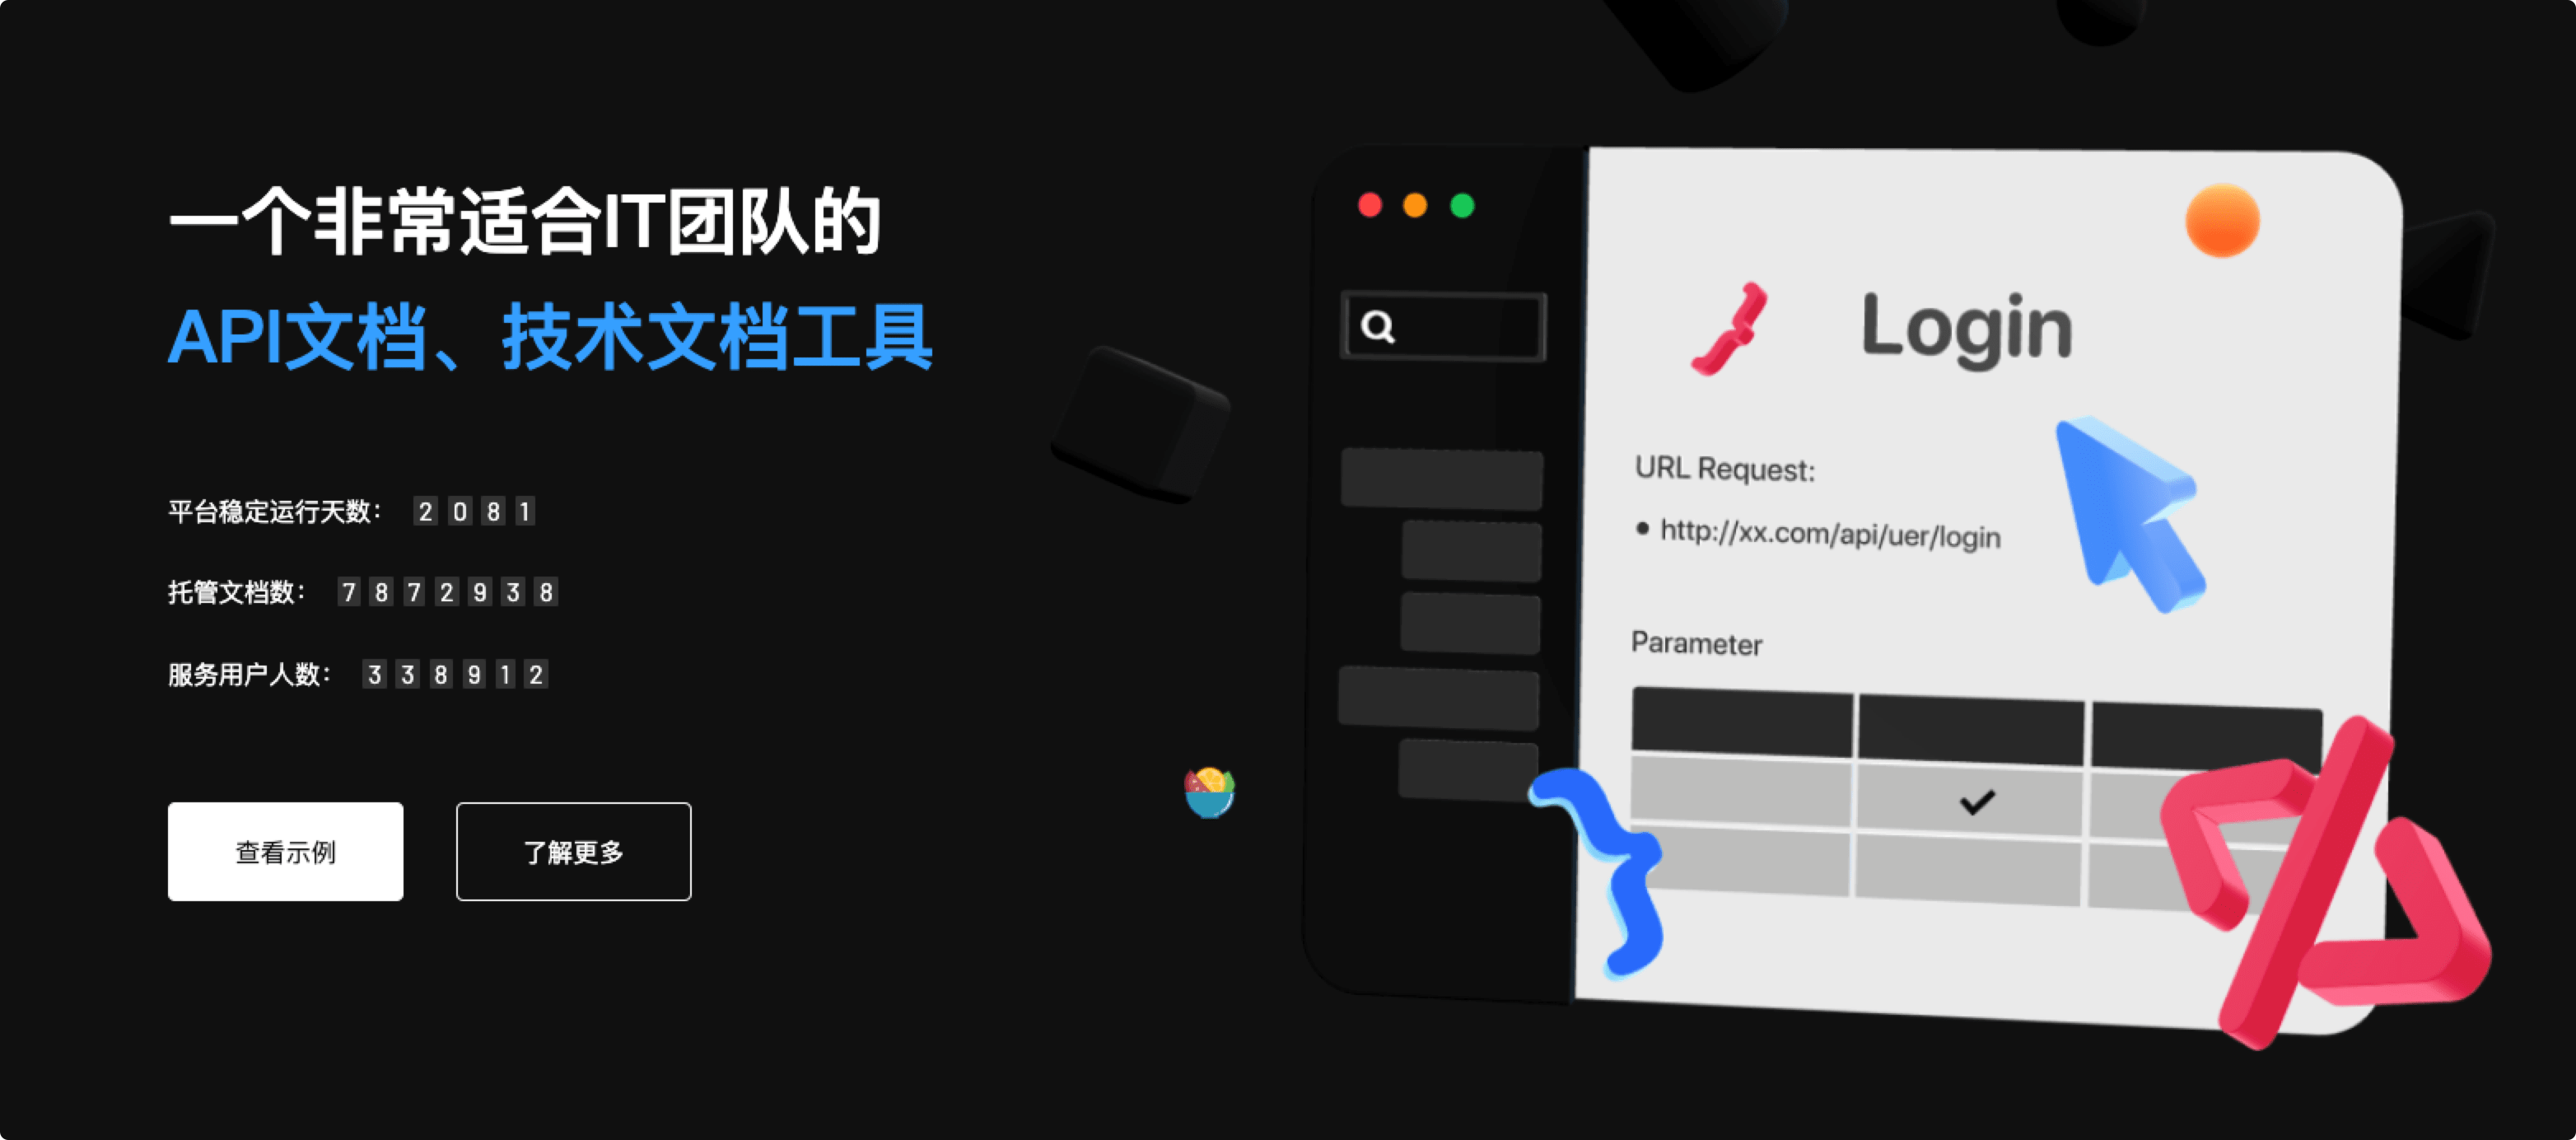 一个非常适合IT团队的
API文档、技术文档工具
平台稳定运行天数： 2081
托管文档数： 7872938
服务用户人数： 338912
查看示例
了解更多
Login
URL Request:
http://xx.com/api/uer/login
Parameter